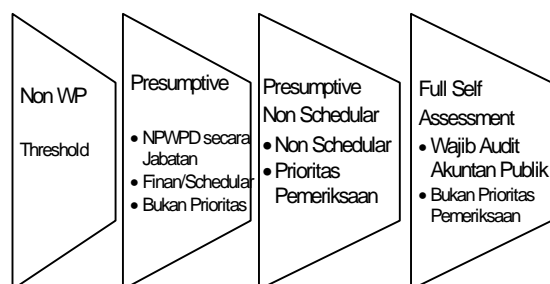 Non WP
Threshold
Presumptive
• NPWPD secara
Jabatan
• Finan/Schedular
• Bukan Prioritas
Presumptive
Non Schedular
• Non Schedular
• Prioritas
Pemeriksaan
Full Self
Assessment
• Wajib Audit
Akuntan Publik
• Bukan Prioritas
Pemeriksaan